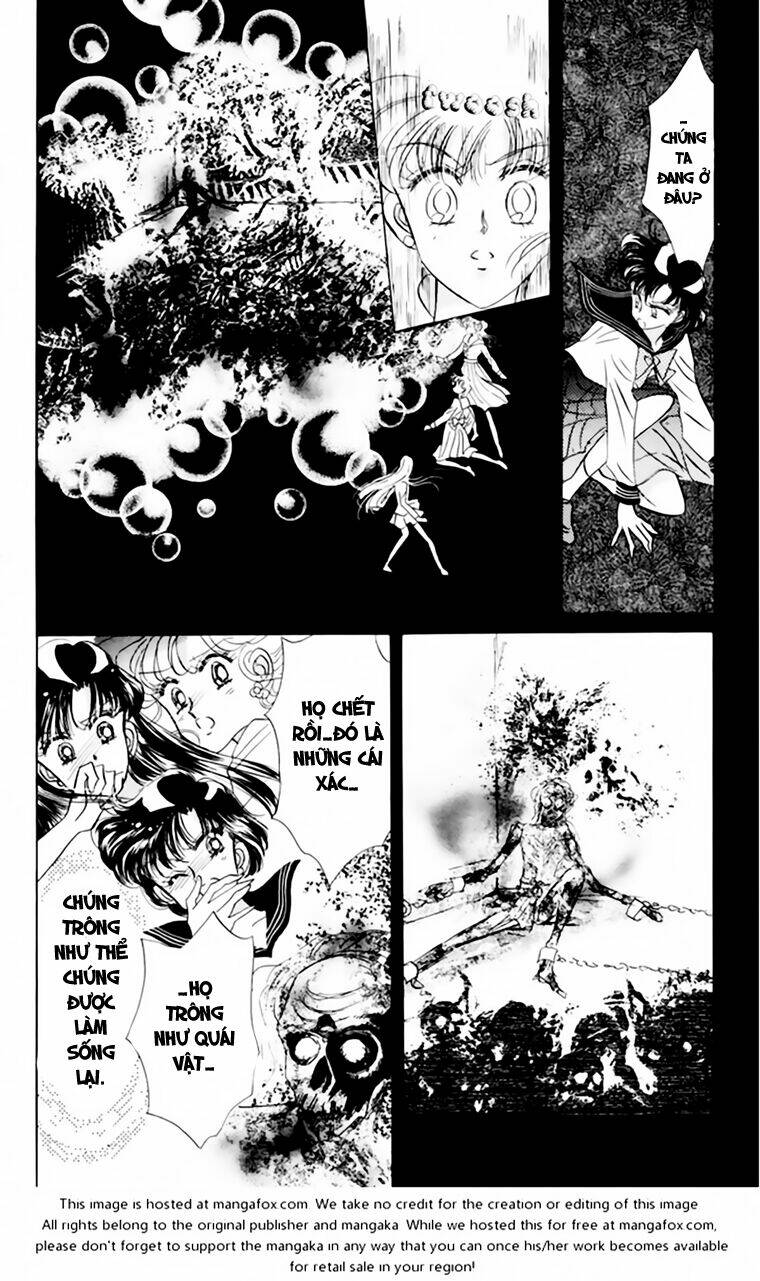 ...
CHÚNG
TA
ĐANG Ở
ĐÂU?
twoosh
HỌ CHẾT
RỒI...ĐÓ LÀ
NHỮNG CÁI
XÁC...
...HỌ
TRÔNG
NHƯ QUÁI
VẬT...
CHÚNG
TRÔNG
NHƯ THỂ
CHÚNG
ĐƯỢC
LÀM
SỐNG
LẠI.
This image is hosted at mangafox.com. We take no credit for the creation or editing of this image
All rights belong to the original publisher and mangaka. While we hosted this for free at mangafox.com,
please don't forget to support the mangaka in any way that you can once his/her work becomes available
for retail sale in your region!